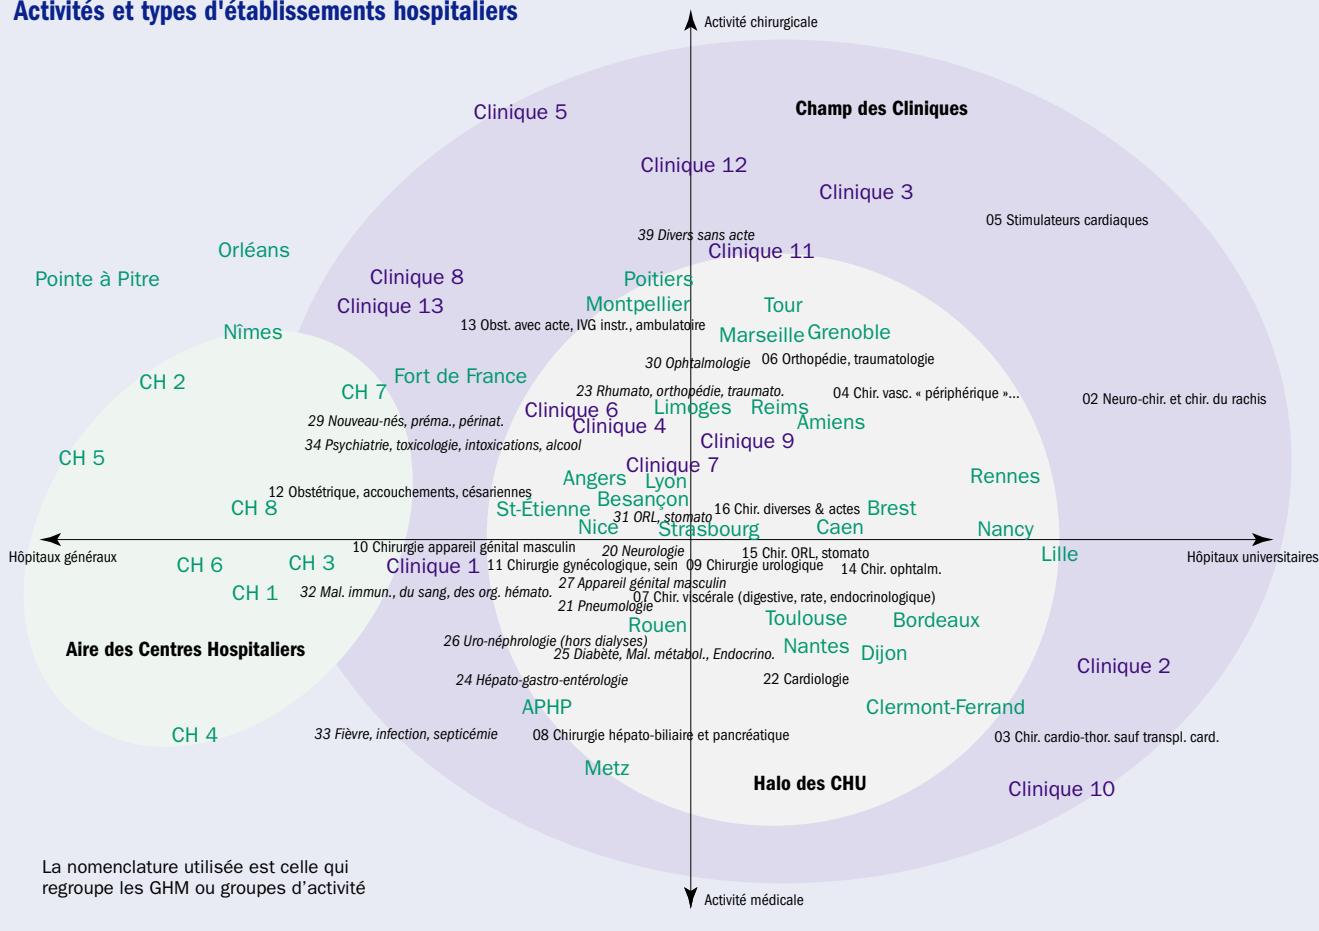 Activités et types d'établissements hospitaliers
Activité chirurgicale
Clinique 5
Champ des Cliniques
Clinique 12
Clinique 3
05 Stimulateurs cardiaques
39 Divers sans acte
Orléans
Clinique 11
Pointe à Pitre
Clinique 8
Poitiers
Clinique 13
Montpellier
Tour
13 Obst. avec acte, IVG instr., ambulatoire
Nîmes
Marseille
Grenoble
30 Ophtalmologie
06 Orthopédie, traumatologie
Fort de France
CH 2
CH 7
23 Rhumato, orthopédie, traumato.
04 Chir. vasc. « périphérique »...
02 Neuro-chir. et chir. du rachis
Clinique 6
Limoges
Reims
29 Nouveau-nés, préma., périnat.
Clinique 4
Amiens
34 Psychiatrie, toxicologie, intoxications, alcool
Clinique 9
CH 5
Clinique 7
Angers
Lyon
Rennes
12 Obstétrique, accouchements, césariennes
Besançon
CH 8
St-Étienne
16 Chir. diverses & actes
Brest
31 ORL, stomato
Nice
Strasbourg
Caen
Nancy
10 Chirurgie appareil génital masculin
20 Neurologie
15 Chir. ORL, stomato
Lille
Hôpitaux généraux
Hôpitaux universitaires
CH 6
CH 3
Clinique 1
11 Chirurgie gynécologique, sein
09 Chirurgie urologique
14 Chir. ophtalm.
27 Appareil génital masculin
CH 1
32 Mal. immun., du sang, des org. hémato.
07 Chir. viscérale (digestive, rate, endocrinologique)
21 Pneumologie
Rouen
Toulouse
Bordeaux
26 Uro-néphrologie (hors dialyses)
Aire des Centres Hospitaliers
25 Diabète, Mal. métabol., Endocrino.
Nantes
Dijon
Clinique 2
24 Hépato-gastro-entérologie
22 Cardiologie
APHP
Clermont-Ferrand
CH 4
33 Fièvre, infection, septicémie
08 Chirurgie hépato-biliaire et pancréatique
03 Chir. cardio-thor. sauf transpl. card.
Metz
Halo des CHU
Clinique 10
La nomenclature utilisée est celle qui
regroupe les GHM ou groupes d'activité
Activité médicale